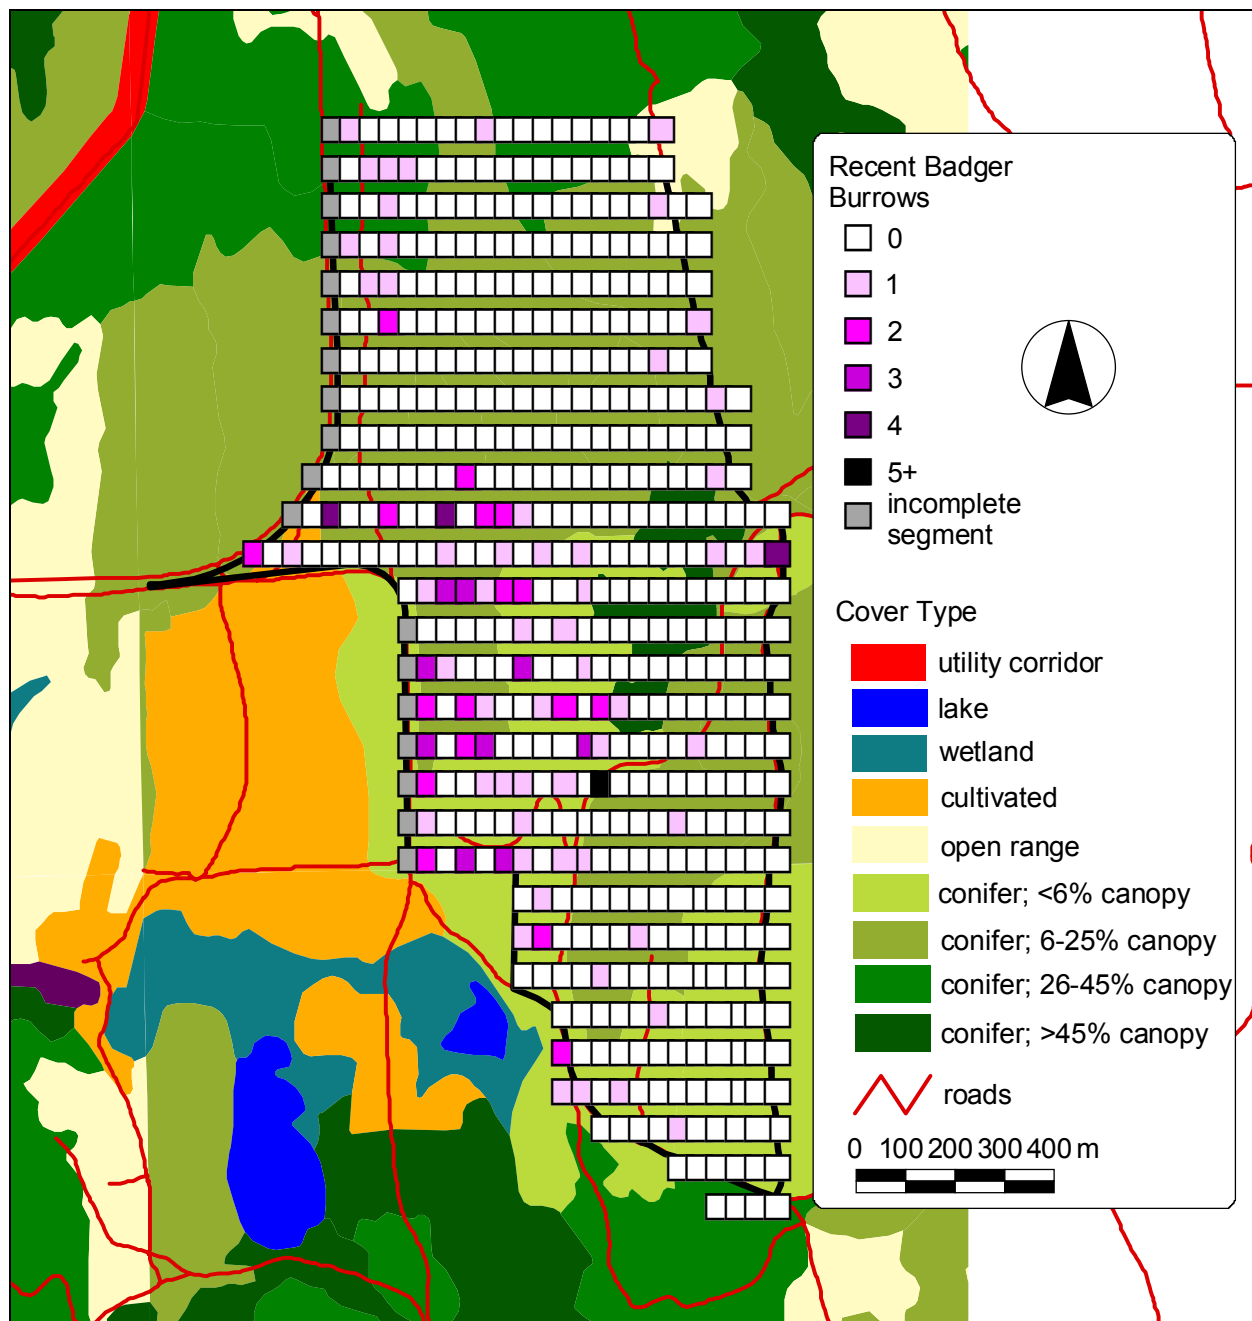 Recent Badger
Burrows
0
1
2
3
4
5+
incomplete
segment
Cover Type
utility corridor
lake
wetland
cultivated
open range
conifer; <6% canopy
conifer; 6-25% canopy
conifer; 26-45% canopy
conifer; >45% canopy
roads
0 100 200 300 400 m